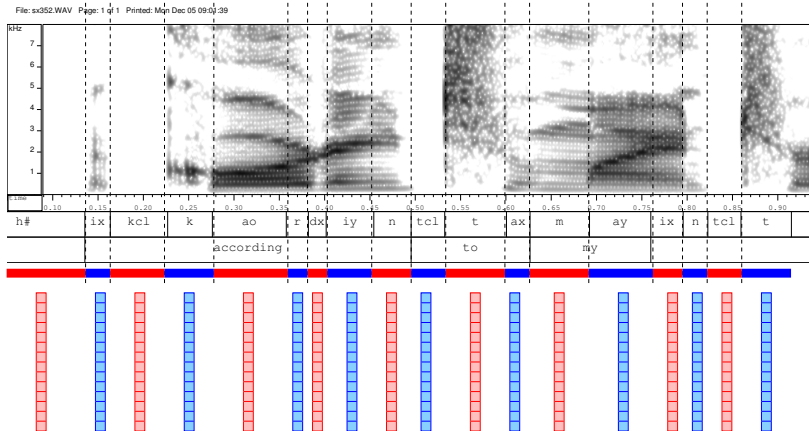 File: sx352.WAV Page: 1 of 1 Printed: Mon Dec 05 09:01:39
kHz
7
6
5
4
3
2
1
time
0.10 0.15 0.20 0.25 0.30 0.35 0.40 0.45 0.50 0.55 0.60 0.65 0.70 0.75 0.80 0.85 0.90
h# ix kcl k ao r dx iy n tcl t ax m ay ix n tcl t
according to my